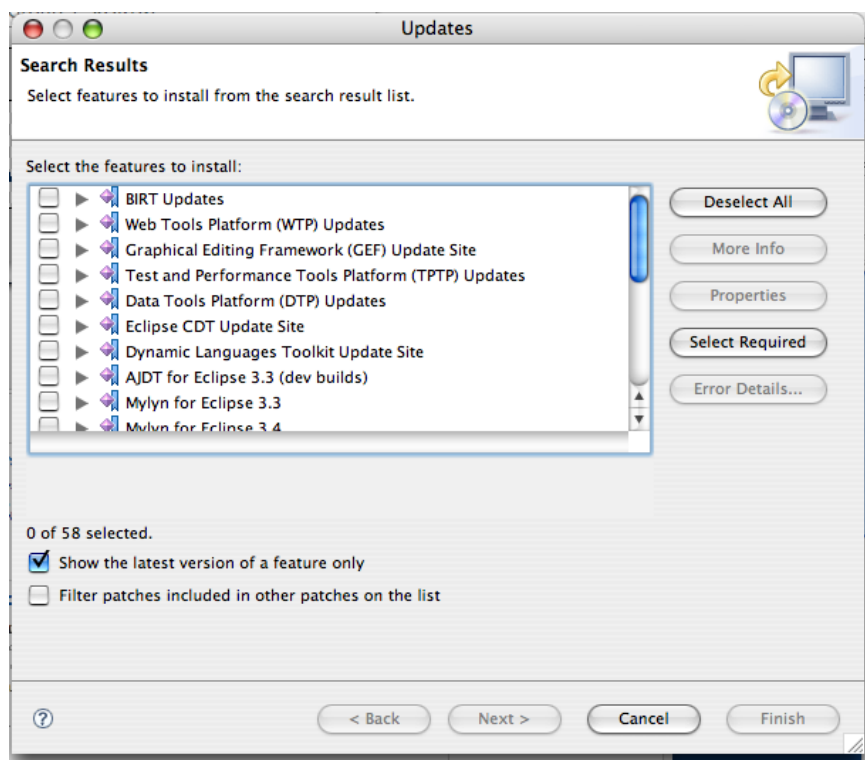 Updates
Search Results
Select features to install from the search result list.
Select the features to install:
BIRT Updates
Web Tools Platform (WTP) Updates
Graphical Editing Framework (GEF) Update Site
Test and Performance Tools Platform (TPTP) Updates
Data Tools Platform (DTP) Updates
Eclipse CDT Update Site
Dynamic Languages Toolkit Update Site
AJDT for Eclipse 3.3 (dev builds)
Mylyn for Eclipse 3.3
Mylyn for Eclipse 3.4
Deselect All
More Info
Properties
Select Required
Error Details...
0 of 58 selected.
Show the latest version of a feature only
Filter patches included in other patches on the list
?
< Back
Next >
Cancel
Finish